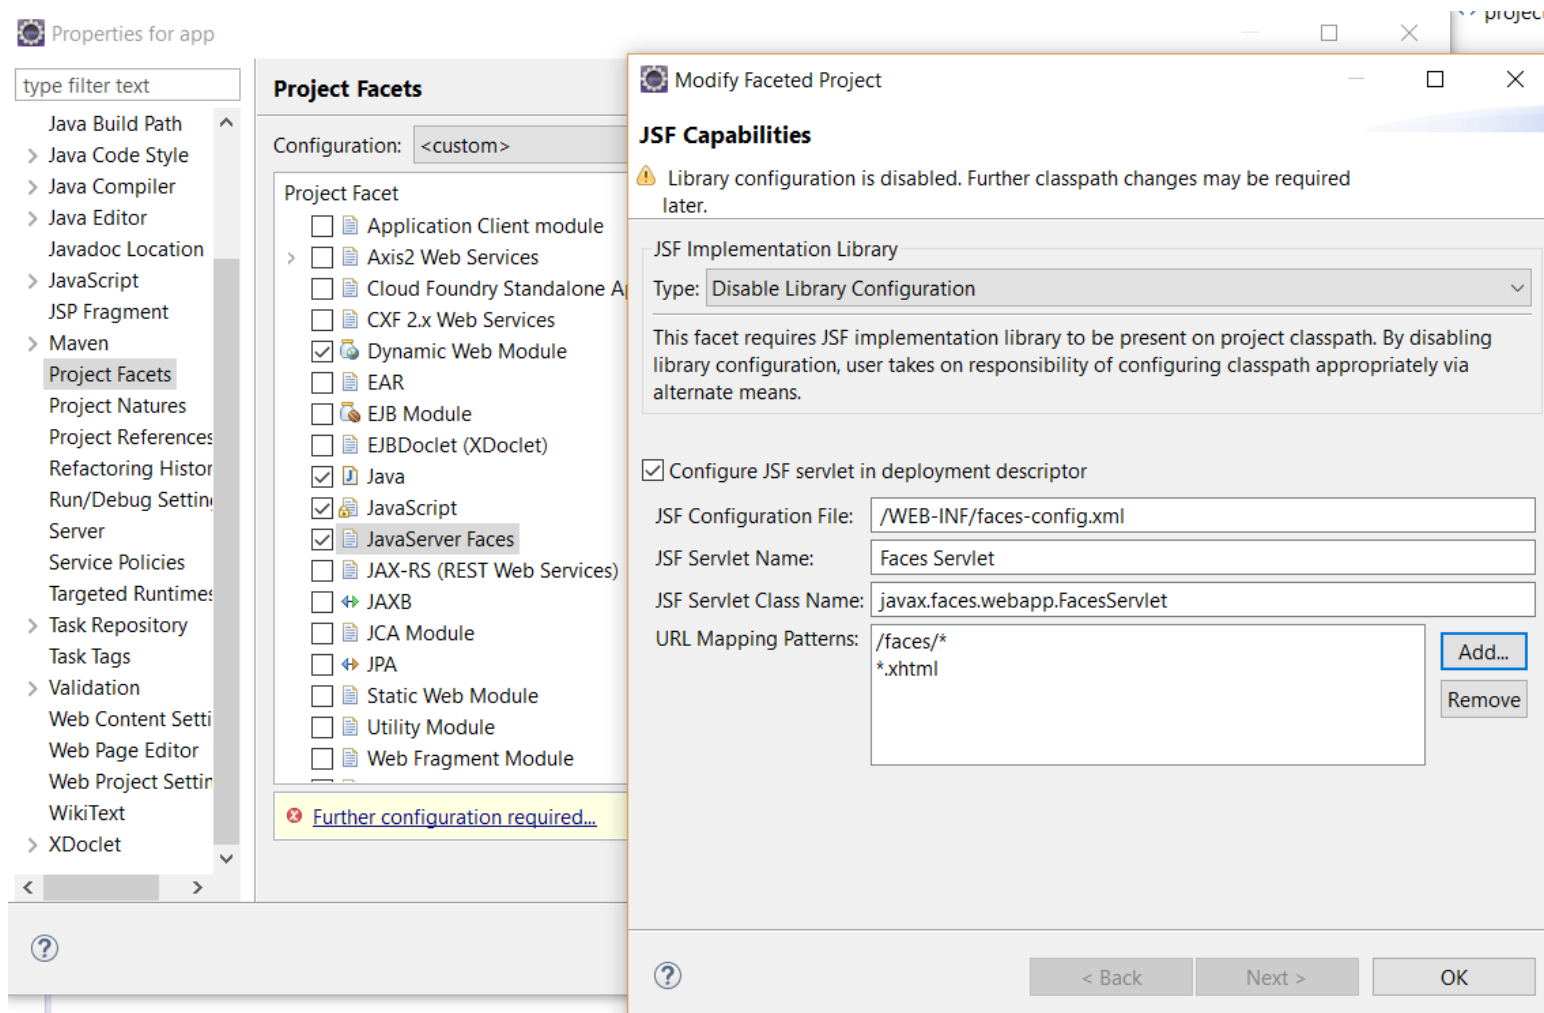 Properties for app
type filter text
Java Build Path
Java Code Style
Java Compiler
Java Editor
Javadoc Location
JavaScript
JSP Fragment
Maven
Project Facets
Project Natures
Project References
Refactoring Histor
Run/Debug Setting
Server
Service Policies
Targeted Runtimes
Task Repository
Task Tags
Validation
Web Content Setti
Web Page Editor
Web Project Settin
WikiText
XDoclet
Project Facets
Configuration: <custom>
Project Facet
Application Client module
Axis2 Web Services
Cloud Foundry Standalone A
CXF 2.x Web Services
Dynamic Web Module
EAR
EJB Module
EJBDoclet (XDoclet)
Java
JavaScript
JavaServer Faces
JAX-RS (REST Web Services)
JAXB
JCA Module
JPA
Static Web Module
Utility Module
Web Fragment Module
Further configuration required...
project
Modify Faceted Project
JSF Capabilities
Library configuration is disabled. Further classpath changes may be required
later.
JSF Implementation Library
Type: Disable Library Configuration
This facet requires JSF implementation library to be present on project classpath. By disabling
library configuration, user takes on responsibility of configuring classpath appropriately via
alternate means.
Configure JSF servlet in deployment descriptor
JSF Configuration File: /WEB-INF/faces-config.xml
JSF Servlet Name: Faces Servlet
JSF Servlet Class Name: javax.faces.webapp.FacesServlet
URL Mapping Patterns: /faces/*
*.xhtml
Add...
Remove
< Back
Next >
OK